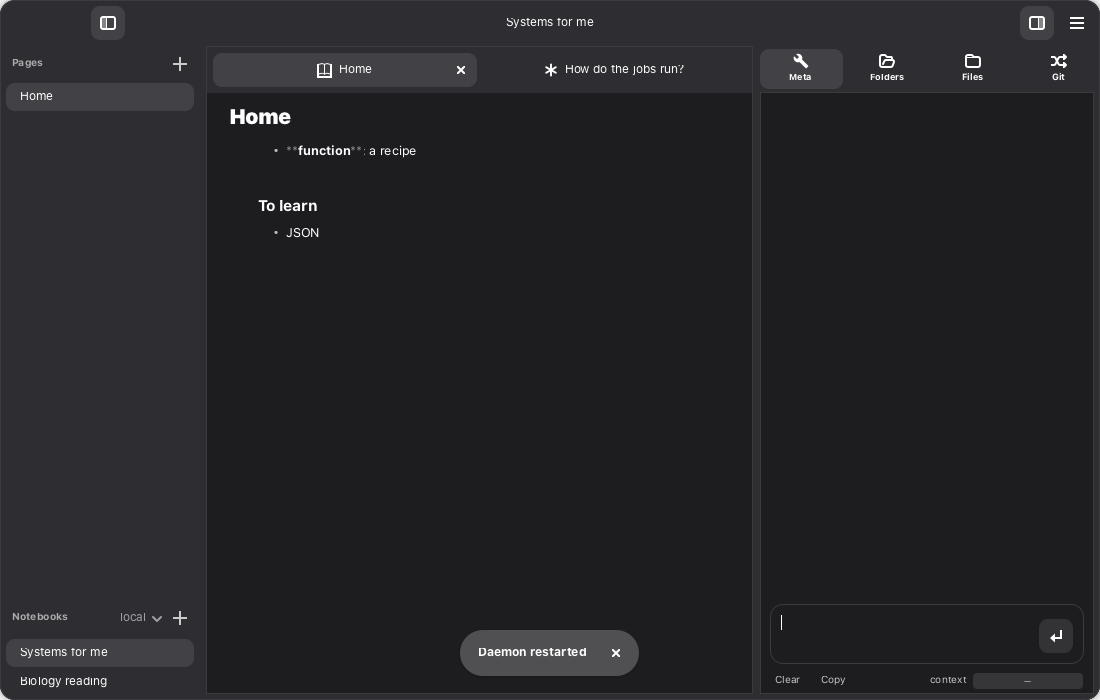 Systems for me
Pages
Home
Home
How do the jobs run?
Meta
Folders
Files
Git
Home
• **function**: a recipe
To learn
• JSON
Notebooks
local
Systems for me
Biology reading
Daemon restarted
Clear
Copy
context
–